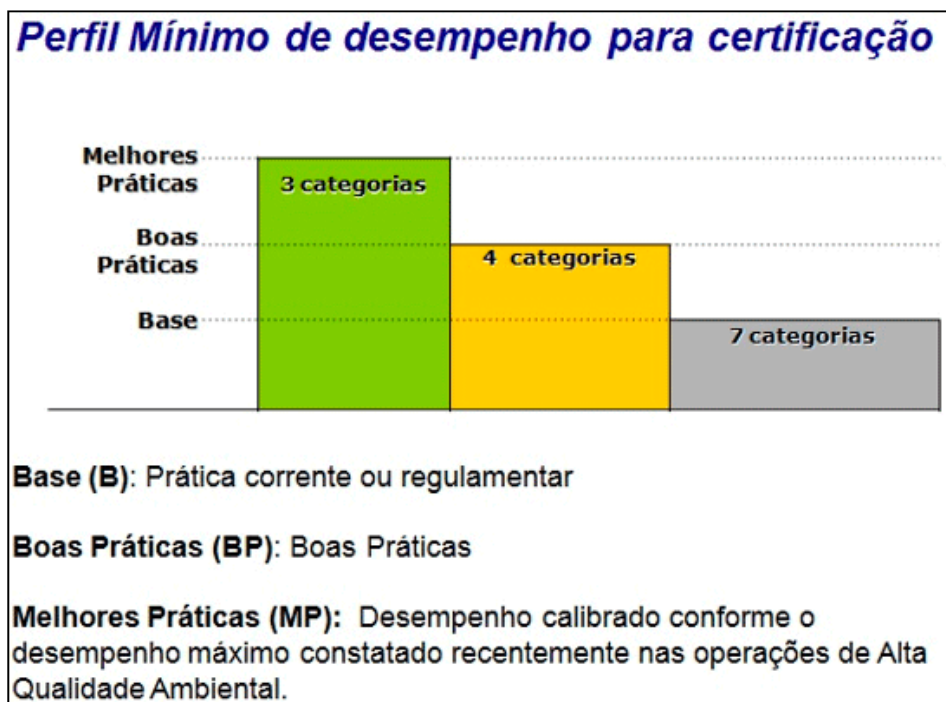 Perfil Mínimo de desempenho para certificação
Melhores
Práticas
3 categorias
Boas
Práticas
4 categorias
Base
7 categorias
Base (B): Prática corrente ou regulamentar
Boas Práticas (BP): Boas Práticas
Melhores Práticas (MP): Desempenho calibrado conforme o
desempenho máximo constatado recentemente nas operações de Alta
Qualidade Ambiental.